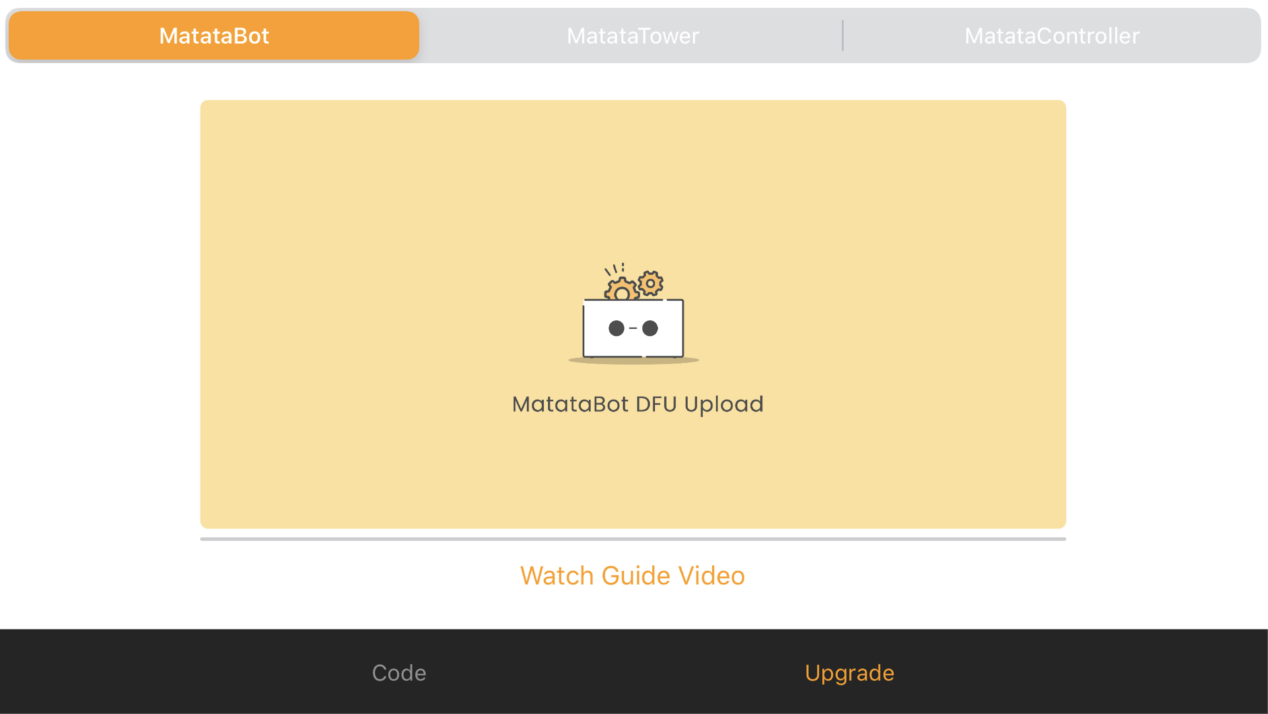 MatataBot
MatataTower
MatataController
MatataBot DFU Upload
Watch Guide Video
Code
Upgrade